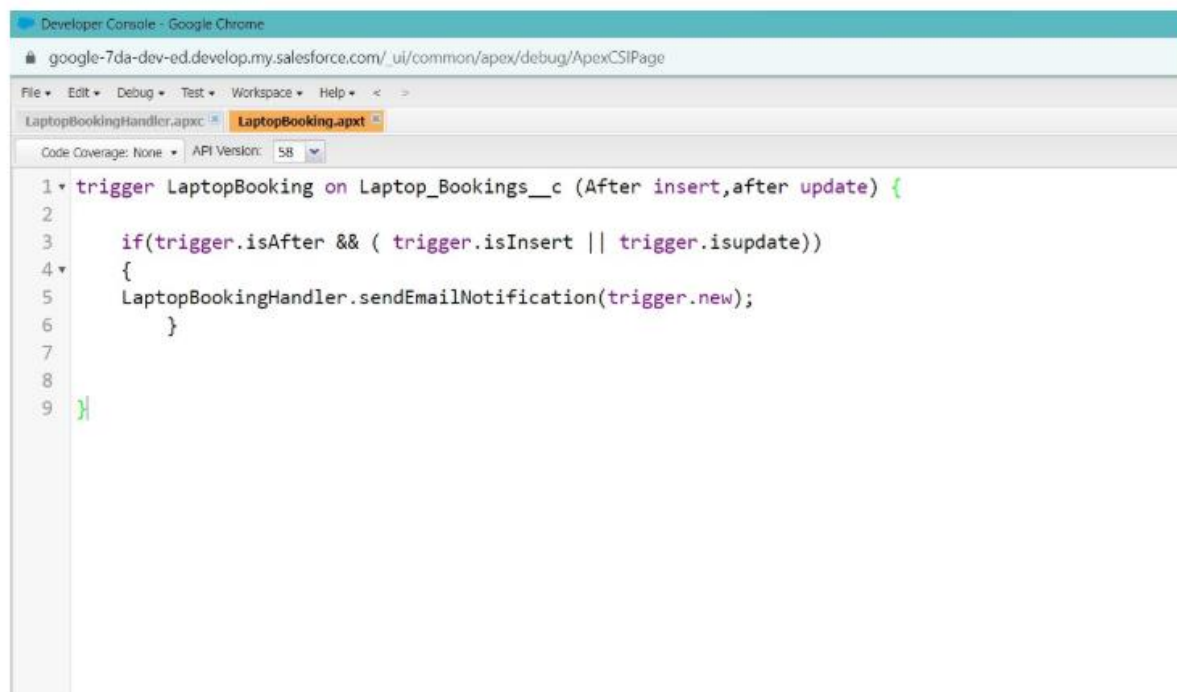 Developer Console - Google Chrome
google-7da-dev-ed.develop.my.salesforce.com/_ui/common/apex/debug/ApexCSIPage
File Edit Debug Test Workspace Help < >
LaptopBookingHandler.apxc LaptopBooking.apxt
Code Coverage: None API Version: 58
1 trigger LaptopBooking on Laptop_Bookings__c (After insert,after update) {
2
3 if(trigger.isAfter && ( trigger.isInsert || trigger.isupdate))
4 {
5 LaptopBookingHandler.sendEmailNotification(trigger.new);
6 }
7
8
9 }